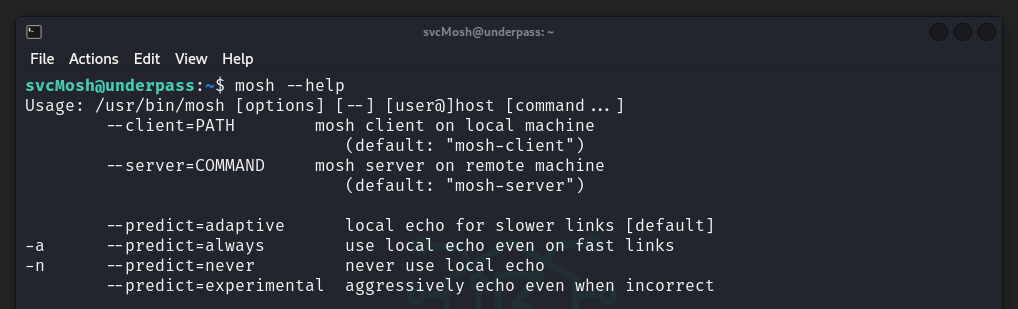 svcMosh@underpass: ~
File Actions Edit View Help
svcMosh@underpass:~$ mosh --help
Usage: /usr/bin/mosh [options] [--] [user@]host [command...]
--client=PATH mosh client on local machine
(default: "mosh-client")
--server=COMMAND mosh server on remote machine
(default: "mosh-server")
--predict=adaptive local echo for slower links [default]
-a --predict=always use local echo even on fast links
-n --predict=never never use local echo
--predict=experimental aggressively echo even when incorrect